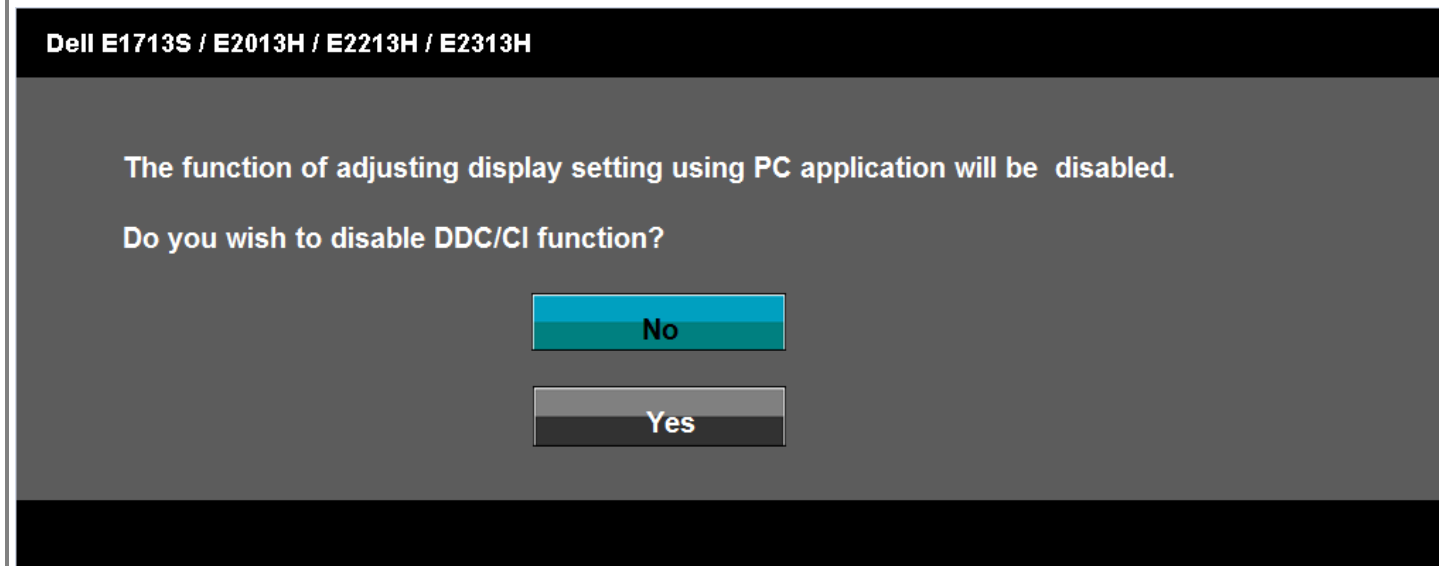 Dell E1713S / E2013H / E2213H / E2313H
The function of adjusting display setting using PC application will be  disabled.
Do you wish to disable DDC/CI function?
No
Yes